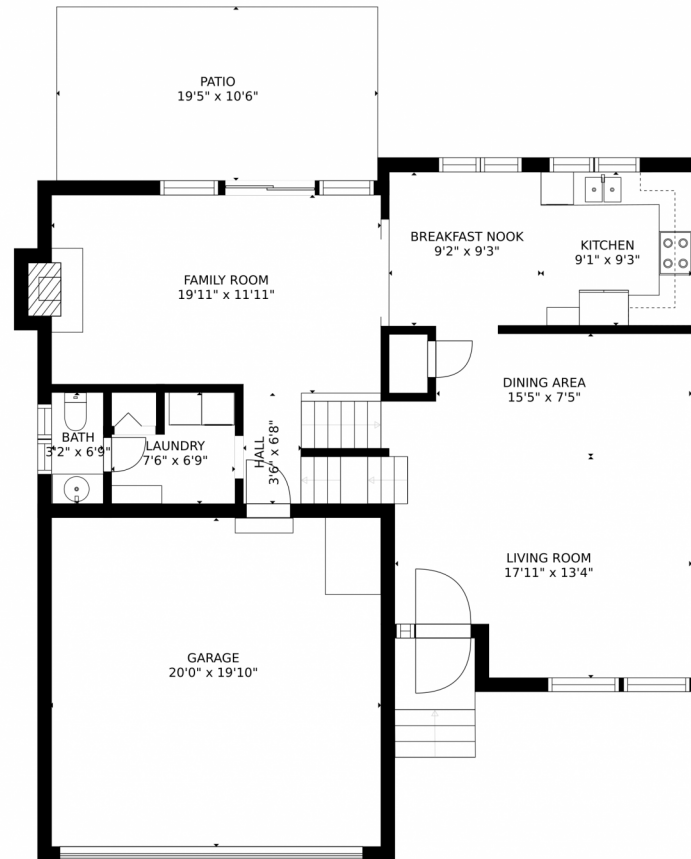 PATIO
19'5" x 10'6"
BREAKFAST NOOK
9'2" x 9'3"
KITCHEN
9'1" x 9'3"
FAMILY ROOM
19'11" x 11'11"
DINING AREA
15'5" x 7'5"
BATH
3'2" x 6'9"
LAUNDRY
7'6" x 6'9"
HALL
3'6" x 6'8"
LIVING ROOM
17'11" x 13'4"
GARAGE
20'0" x 19'10"